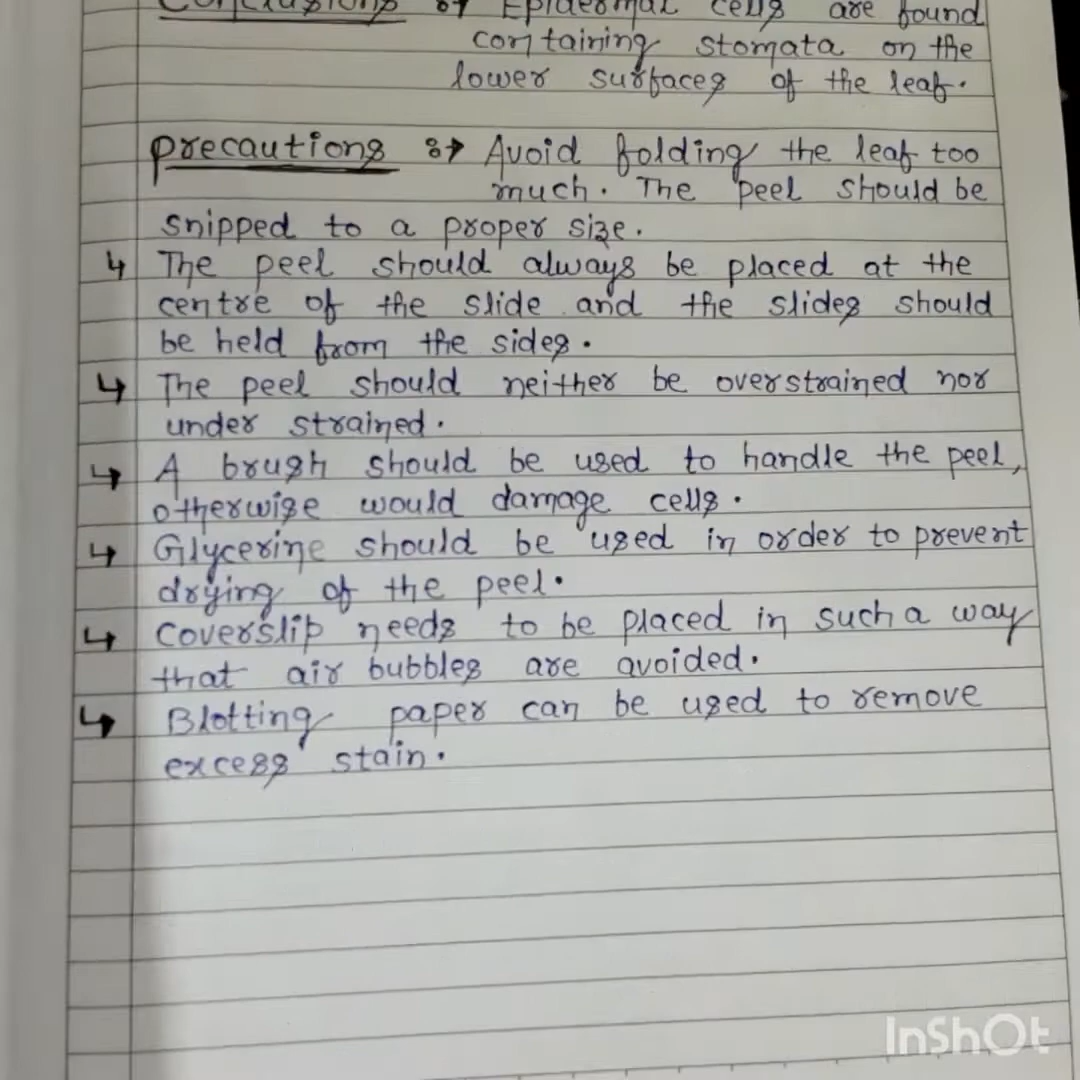 Conclusions :→ Epidermal cells are found
containing stomata on the
lower surfaces of the leaf.
precautions :→ Avoid folding the leaf too
much. The peel should be
snipped to a proper size.
↳ The peel should always be placed at the
centre of the slide and the slides should
be held from the sides.
↳ The peel should neither be overstrained nor
under strained.
↳ A brush should be used to handle the peel,
otherwise would damage cells.
↳ Glycerine should be used in order to prevent
drying of the peel.
↳ Coverslip needs to be placed in such a way
that air bubbles are avoided.
↳ Blotting paper can be used to remove
excess stain.
InShOt